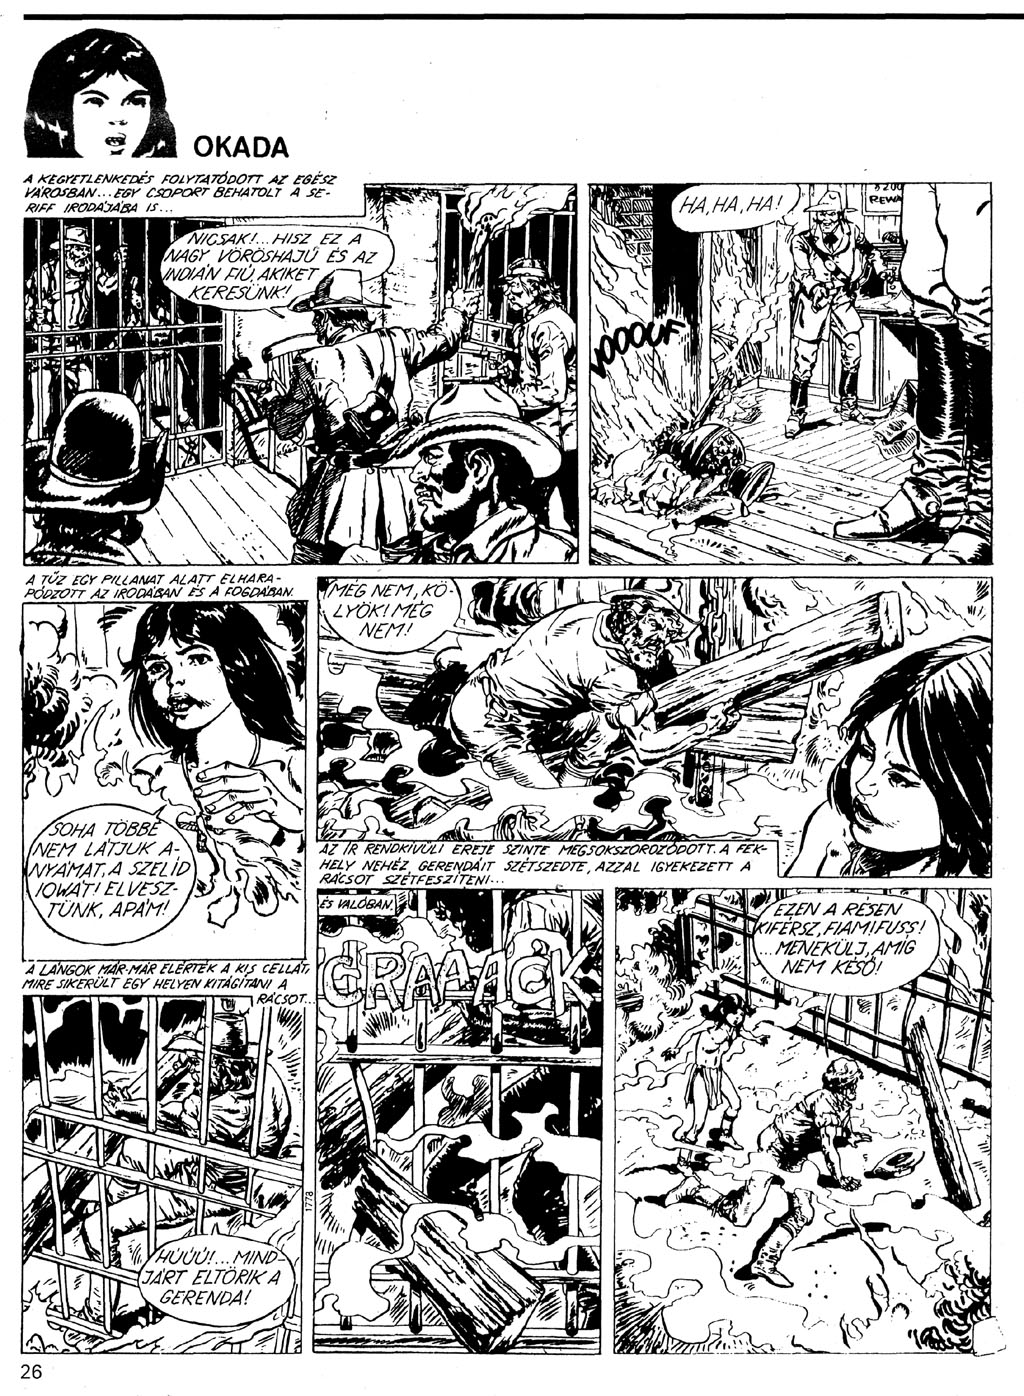 OKADA
A KEGYETLENKEDÉS FOLYTATÓDOTT AZ EGÉSZ
VÁROSBAN...EGY CSOPORT BEHATOLT A SE-
RIFF IRODÁJÁBA IS...
NICSAK!...HISZ EZ A
NAGY VÖRÖSHAJÚ ÉS AZ
INDIÁN FIÚ, AKIKET
KERESÜNK!
HA, HA, HA!
$200
REWA
VOOOUF
A TŰZ EGY PILLANAT ALATT ELHARA-
PÓDZOTT AZ IRODÁBAN ÉS A FOGDÁBAN.
SOHA TÖBBÉ
NEM LÁTJUK A-
NYÁMAT, A SZELID
IOWÁT! ELVESZ-
TÜNK, APÁM!
MÉG NEM, KÖ-
LYÖK! MÉG
NEM!
AZ ÍR RENDKÍVÜLI EREJE SZINTE MEGSOKSZOROZÓDOTT. A FEK-
HELY NEHÉZ GERENDÁIT SZÉTSZEDTE, AZZAL IGYEKEZETT A
RÁCSOT SZÉTFESZÍTENI...
A LÁNGOK MÁR-MÁR ELÉRTÉK A KIS CELLÁT,
MIRE SIKERÜLT EGY HELYEN KITÁGÍTANI A
RÁCSOT...
HÚÚÚ!...MIND-
JÁRT ELTÖRIK A
GERENDA!
1778
ÉS VALÓBAN,
CRAAACK
EZEN A RÉSEN
KIFÉRSZ, FIAM! FUSS!
...MENEKÜLJ, AMÍG
NEM KÉSŐ!
26